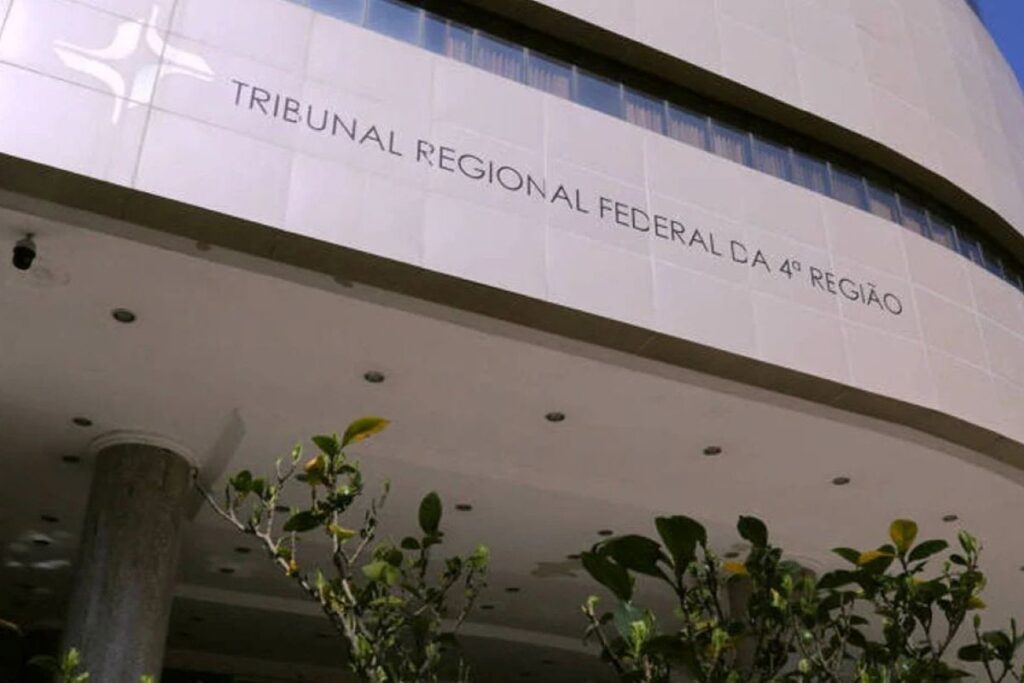 TRIBUNAL REGIONAL FEDERAL DA 4ª REGIÃO